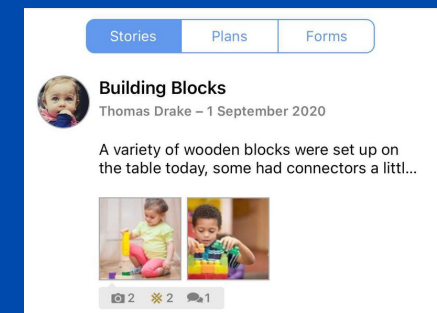 Stories Plans Forms
Building Blocks
Thomas Drake – 1 September 2020
A variety of wooden blocks were set up on
the table today, some had connectors a littl...
2 2 1